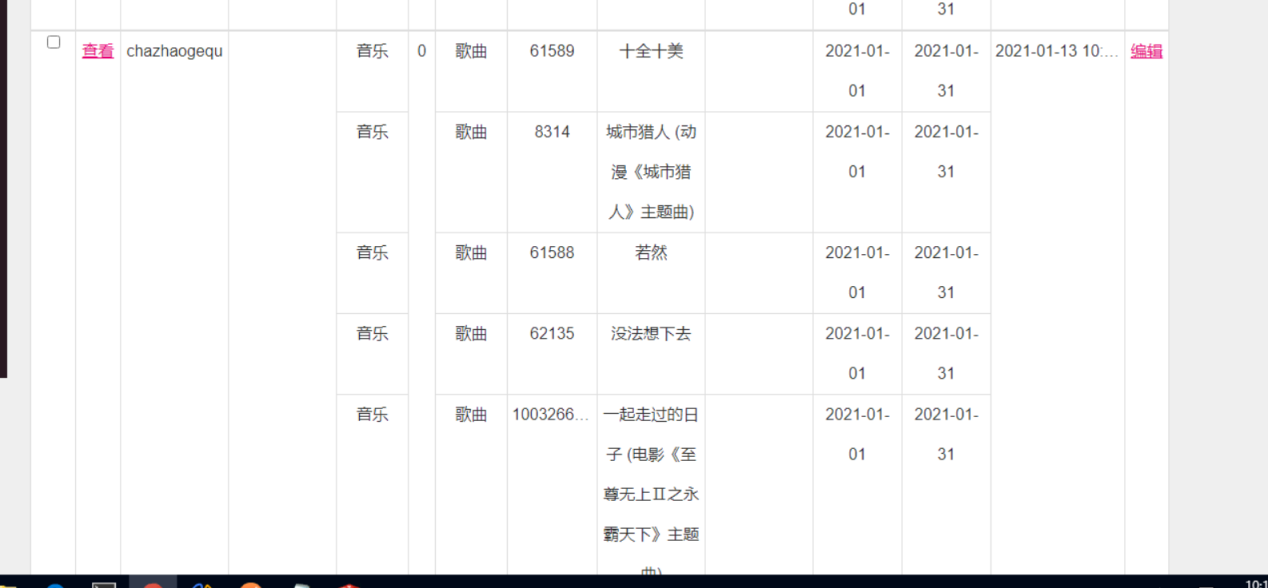 01 31
查看 chazhaogequ 音乐 0 歌曲 61589 十全十美 2021-01- 2021-01- 2021-01-13 10:... 编辑
01 31
音乐 歌曲 8314 城市猎人 (动 2021-01- 2021-01-
漫《城市猎 01 31
人》主题曲)
音乐 歌曲 61588 若然 2021-01- 2021-01-
01 31
音乐 歌曲 62135 没法想下去 2021-01- 2021-01-
01 31
音乐 歌曲 1003266... 一起走过的日 2021-01- 2021-01-
子 (电影《至 01 31
尊无上Ⅱ之永
霸天下》主题
曲)